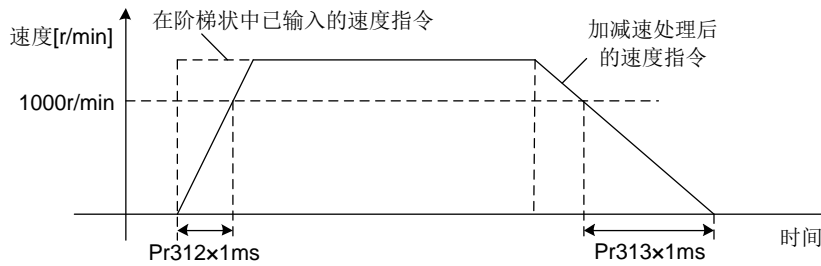 在阶梯状中已输入的速度指令
速度[r/min]
加减速处理后
的速度指令
1000r/min
时间
Pr312×1ms
Pr313×1ms